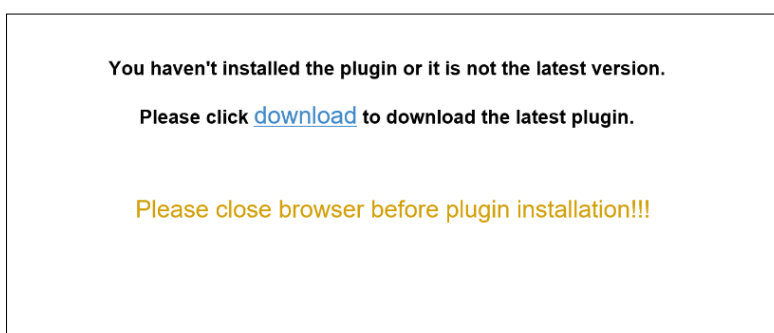 You haven't installed the plugin or it is not the latest version.
Please click download to download the latest plugin.
Please close browser before plugin installation!!!